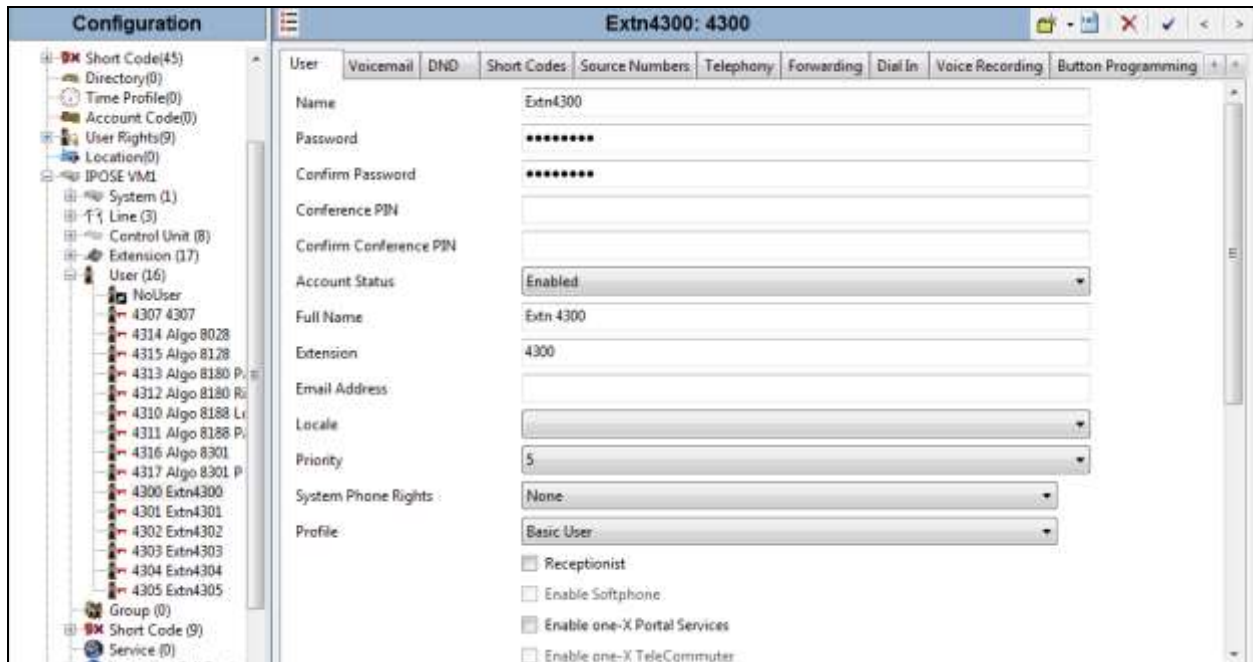 Configuration
Short Code(45)
Directory(0)
Time Profile(0)
Account Code(0)
User Rights(9)
Location(0)
IPOSE VM1
System (1)
Line (3)
Control Unit (8)
Extension (17)
User (16)
NoUser
4307 4307
4314 Algo 8028
4315 Algo 8128
4313 Algo 8180 P
4312 Algo 8180 Ri
4310 Algo 8188 L
4311 Algo 8188 P
4316 Algo 8301
4317 Algo 8301 P
4300 Extn4300
4301 Extn4301
4302 Extn4302
4303 Extn4303
4304 Extn4304
4305 Extn4305
Group (0)
Short Code (9)
Service (0)
Extn4300: 4300
User Voicemail DND Short Codes Source Numbers Telephony Forwarding Dial In Voice Recording Button Programming
Name Extn4300
Password ••••••••
Confirm Password ••••••••
Conference PIN
Confirm Conference PIN
Account Status Enabled
Full Name Extn 4300
Extension 4300
Email Address
Locale
Priority 5
System Phone Rights None
Profile Basic User
Receptionist
Enable Softphone
Enable one-X Portal Services
Enable one-X TeleCommuter